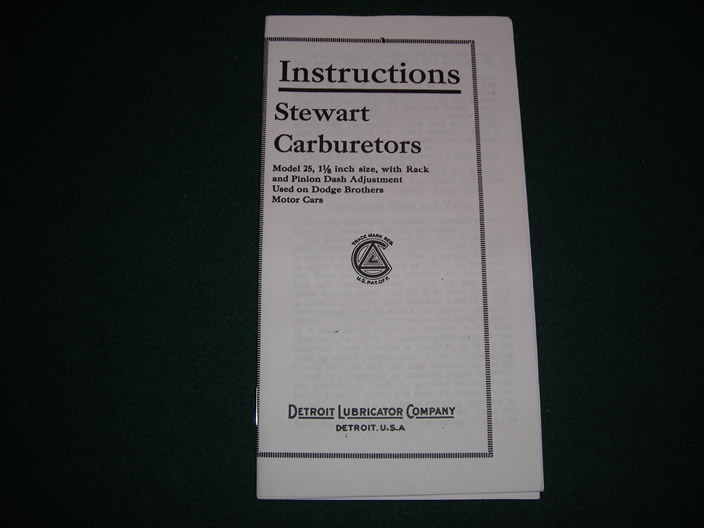 Instructions
Stewart
Carburetors
Model 25, 1⅛ inch size, with Rack
and Pinion Dash Adjustment
Used on Dodge Brothers
Motor Cars
TRADE MARK REG.
U.S. PAT. OFF.
DETROIT LUBRICATOR COMPANY
DETROIT, U.S.A